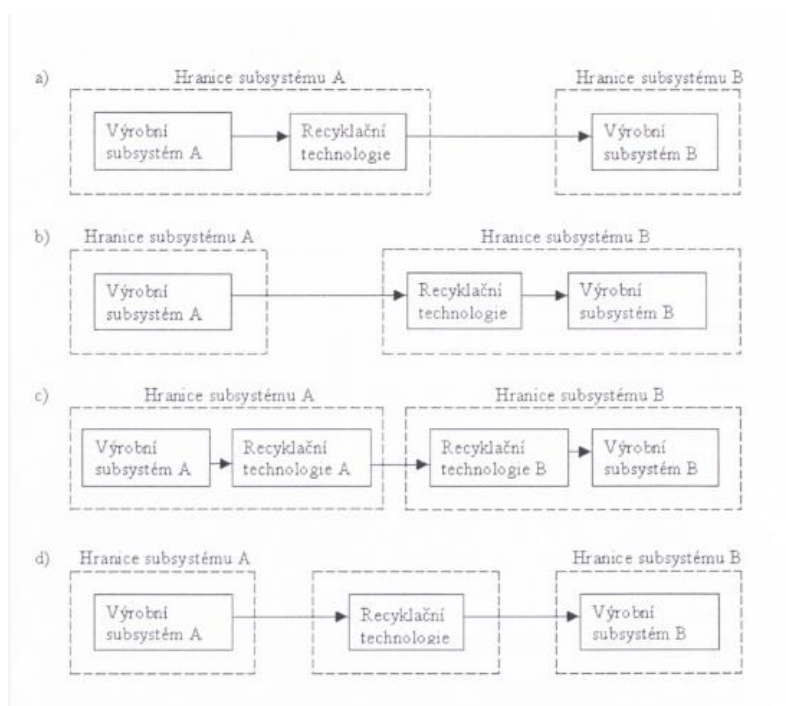 a)
Hranice subsystému A
Hranice subsystému B
Výrobní
subsystém A
Recyklační
technologie
Výrobní
subsystém B
b)
Hranice subsystému A
Hranice subsystému B
Výrobní
subsystém A
Recyklační
technologie
Výrobní
subsystém B
c)
Hranice subsystému A
Hranice subsystému B
Výrobní
subsystém A
Recyklační
technologie A
Recyklační
technologie B
Výrobní
subsystém B
d)
Hranice subsystému A
Hranice subsystému B
Výrobní
subsystém A
Recyklační
technologie
Výrobní
subsystém B